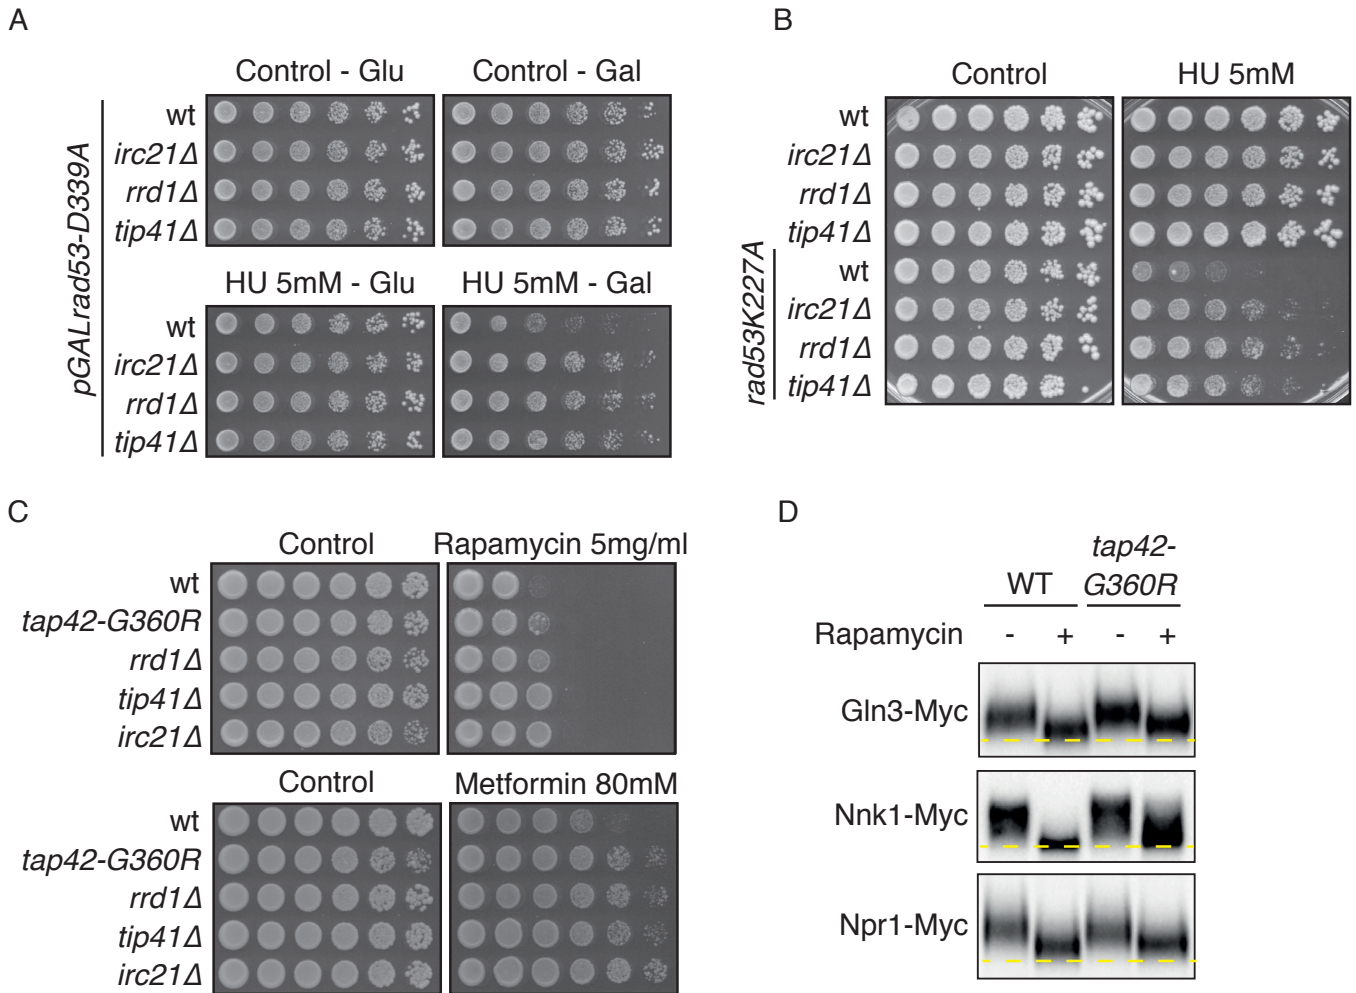 A
Control - Glu
Control - Gal
pGALrad53-D339A
wt
irc21Δ
rrd1Δ
tip41Δ
HU 5mM - Glu
HU 5mM - Gal
wt
irc21Δ
rrd1Δ
tip41Δ
B
Control
HU 5mM
wt
irc21Δ
rrd1Δ
tip41Δ
rad53K227A
wt
irc21Δ
rrd1Δ
tip41Δ
C
Control
Rapamycin 5mg/ml
wt
tap42-G360R
rrd1Δ
tip41Δ
irc21Δ
Control
Metformin 80mM
wt
tap42-G360R
rrd1Δ
tip41Δ
irc21Δ
D
WT
tap42-
G360R
Rapamycin - + - +
Gln3-Myc
Nnk1-Myc
Npr1-Myc